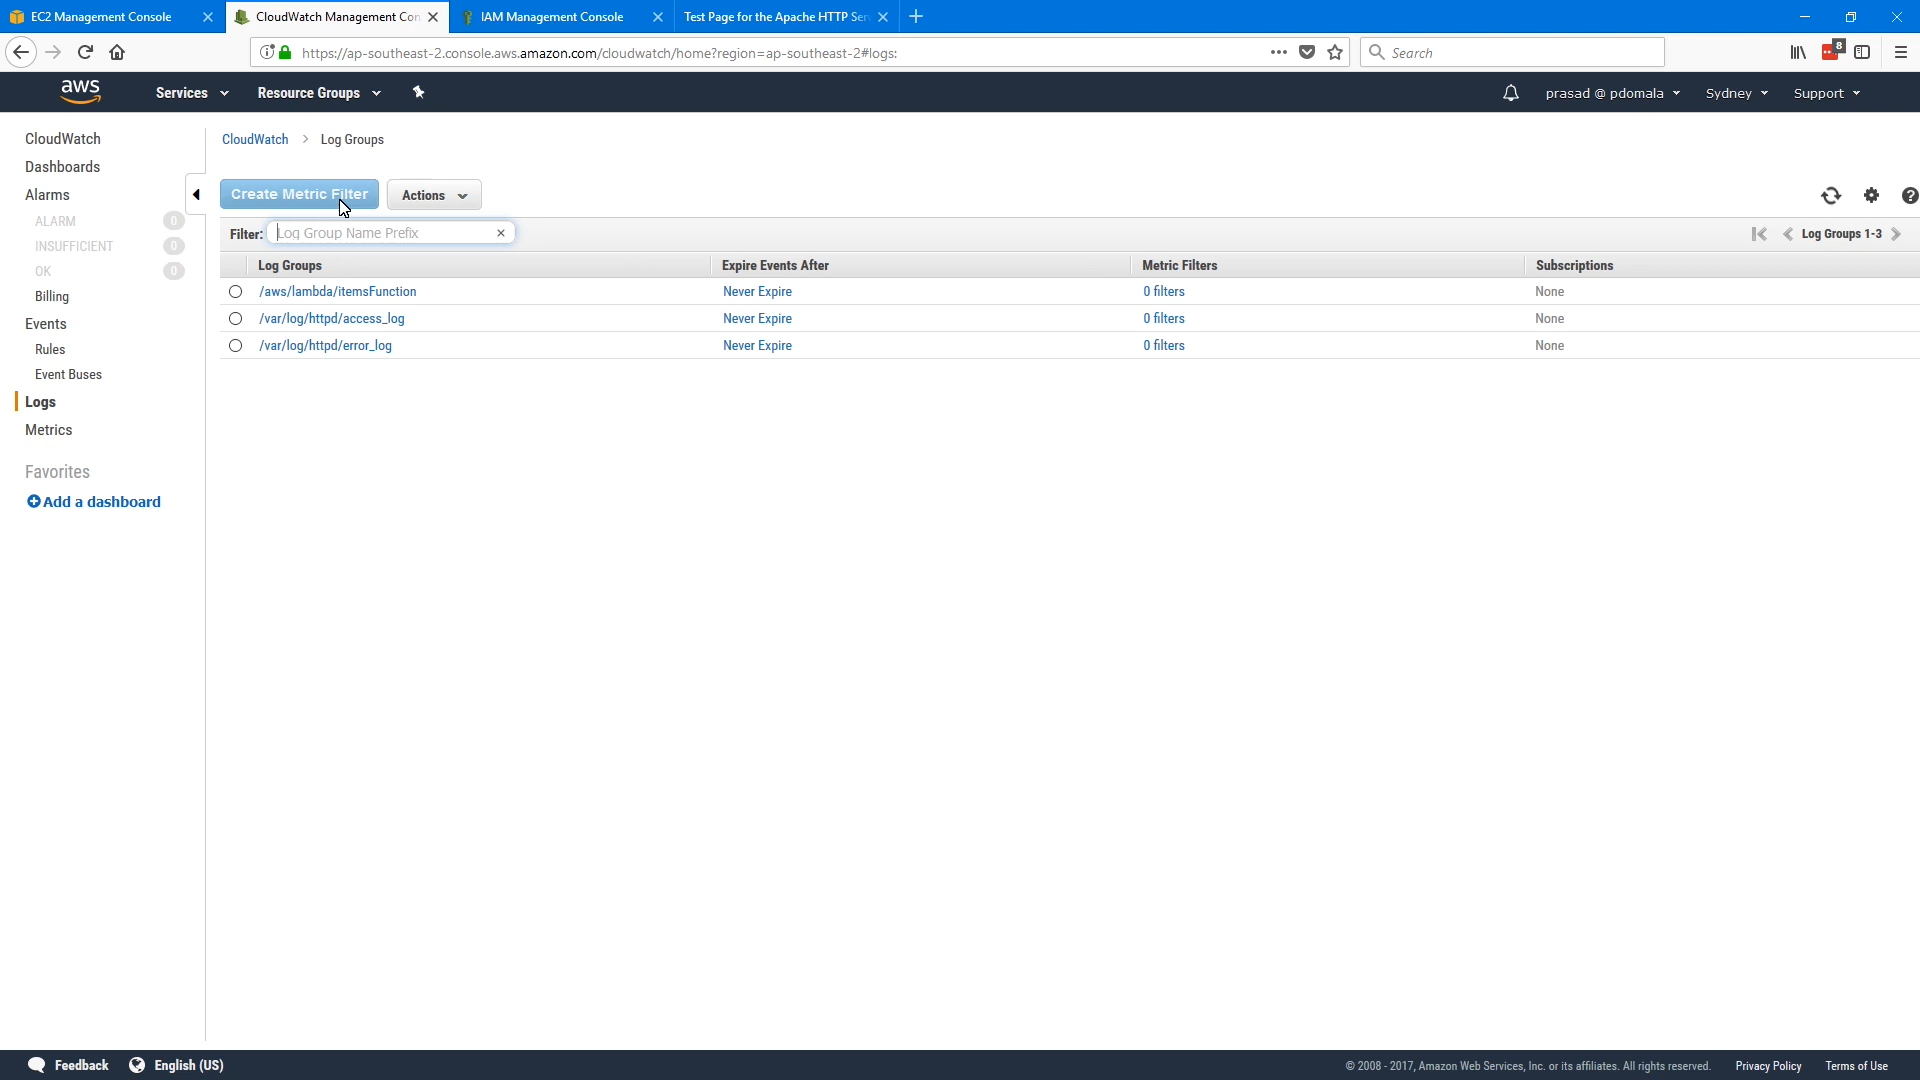 EC2 Management Console
CloudWatch Management Con
IAM Management Console
Test Page for the Apache HTTP Ser
https://ap-southeast-2.console.aws.amazon.com/cloudwatch/home?region=ap-southeast-2#logs:
Search
8
aws
Services
Resource Groups
prasad @ pdomala
Sydney
Support
CloudWatch
Dashboards
Alarms
ALARM 0
INSUFFICIENT 0
OK 0
Billing
Events
Rules
Event Buses
Logs
Metrics
Favorites
Add a dashboard
CloudWatch > Log Groups
Create Metric Filter
Actions
Filter: Log Group Name Prefix
Log Groups 1-3
Log Groups Expire Events After Metric Filters Subscriptions
/aws/lambda/itemsFunction Never Expire 0 filters None
/var/log/httpd/access_log Never Expire 0 filters None
/var/log/httpd/error_log Never Expire 0 filters None
Feedback
English (US)
© 2008 - 2017, Amazon Web Services, Inc. or its affiliates. All rights reserved.
Privacy Policy
Terms of Use